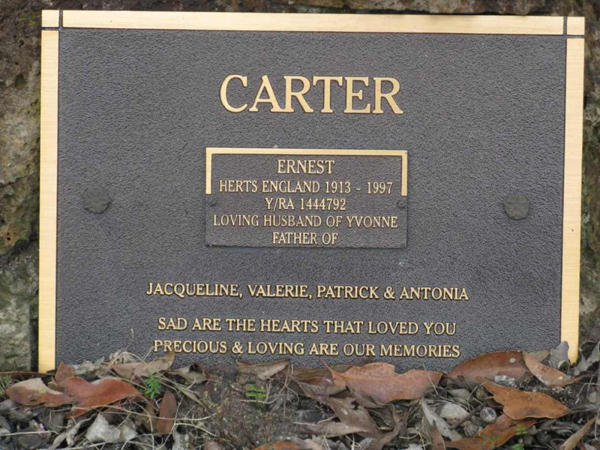 CARTER
ERNEST
HERTS ENGLAND 1913 - 1997
Y/RA 1444792
LOVING HUSBAND OF YVONNE
FATHER OF
JACQUELINE, VALERIE, PATRICK & ANTONIA
SAD ARE THE HEARTS THAT LOVED YOU
PRECIOUS & LOVING ARE OUR MEMORIES